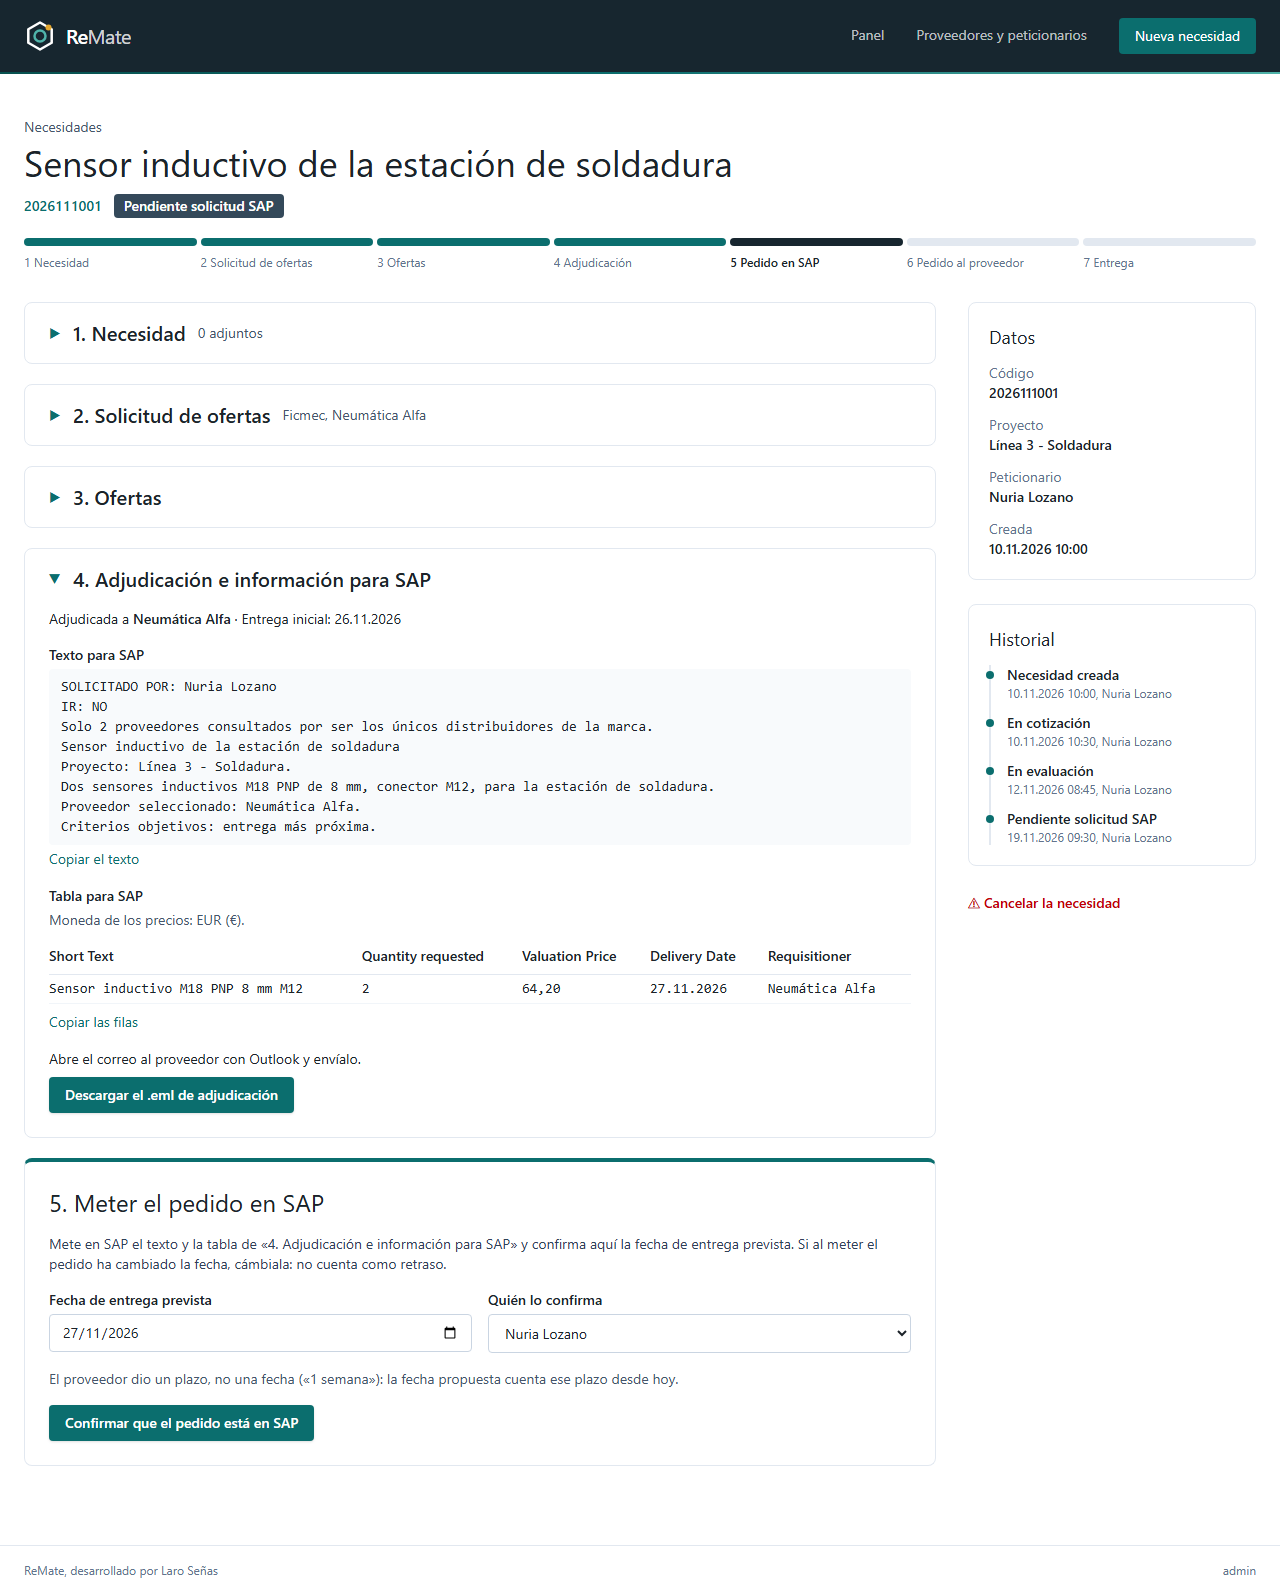 ReMate
Panel
Proveedores y peticionarios
Nueva necesidad
Necesidades
Sensor inductivo de la estación de soldadura
2026111001 Pendiente solicitud SAP
1 Necesidad
2 Solicitud de ofertas
3 Ofertas
4 Adjudicación
5 Pedido en SAP
6 Pedido al proveedor
7 Entrega
1. Necesidad 0 adjuntos
2. Solicitud de ofertas Ficmec, Neumática Alfa
3. Ofertas
4. Adjudicación e información para SAP
Adjudicada a Neumática Alfa · Entrega inicial: 26.11.2026
Texto para SAP
SOLICITADO POR: Nuria Lozano
IR: NO
Solo 2 proveedores consultados por ser los únicos distribuidores de la marca.
Sensor inductivo de la estación de soldadura
Proyecto: Línea 3 - Soldadura.
Dos sensores inductivos M18 PNP de 8 mm, conector M12, para la estación de soldadura.
Proveedor seleccionado: Neumática Alfa.
Criterios objetivos: entrega más próxima.
Copiar el texto
Tabla para SAP
Moneda de los precios: EUR (€).
Short Text Quantity requested Valuation Price Delivery Date Requisitioner
Sensor inductivo M18 PNP 8 mm M12 2 64,20 27.11.2026 Neumática Alfa
Copiar las filas
Abre el correo al proveedor con Outlook y envíalo.
Descargar el .eml de adjudicación
5. Meter el pedido en SAP
Mete en SAP el texto y la tabla de «4. Adjudicación e información para SAP» y confirma aquí la fecha de entrega prevista. Si al meter el
pedido ha cambiado la fecha, cámbiala: no cuenta como retraso.
Fecha de entrega prevista
27/11/2026
Quién lo confirma
Nuria Lozano
El proveedor dio un plazo, no una fecha («1 semana»): la fecha propuesta cuenta ese plazo desde hoy.
Confirmar que el pedido está en SAP
Datos
Código
2026111001
Proyecto
Línea 3 - Soldadura
Peticionario
Nuria Lozano
Creada
10.11.2026 10:00
Historial
Necesidad creada
10.11.2026 10:00, Nuria Lozano
En cotización
10.11.2026 10:30, Nuria Lozano
En evaluación
12.11.2026 08:45, Nuria Lozano
Pendiente solicitud SAP
19.11.2026 09:30, Nuria Lozano
⚠ Cancelar la necesidad
ReMate, desarrollado por Laro Señas
admin